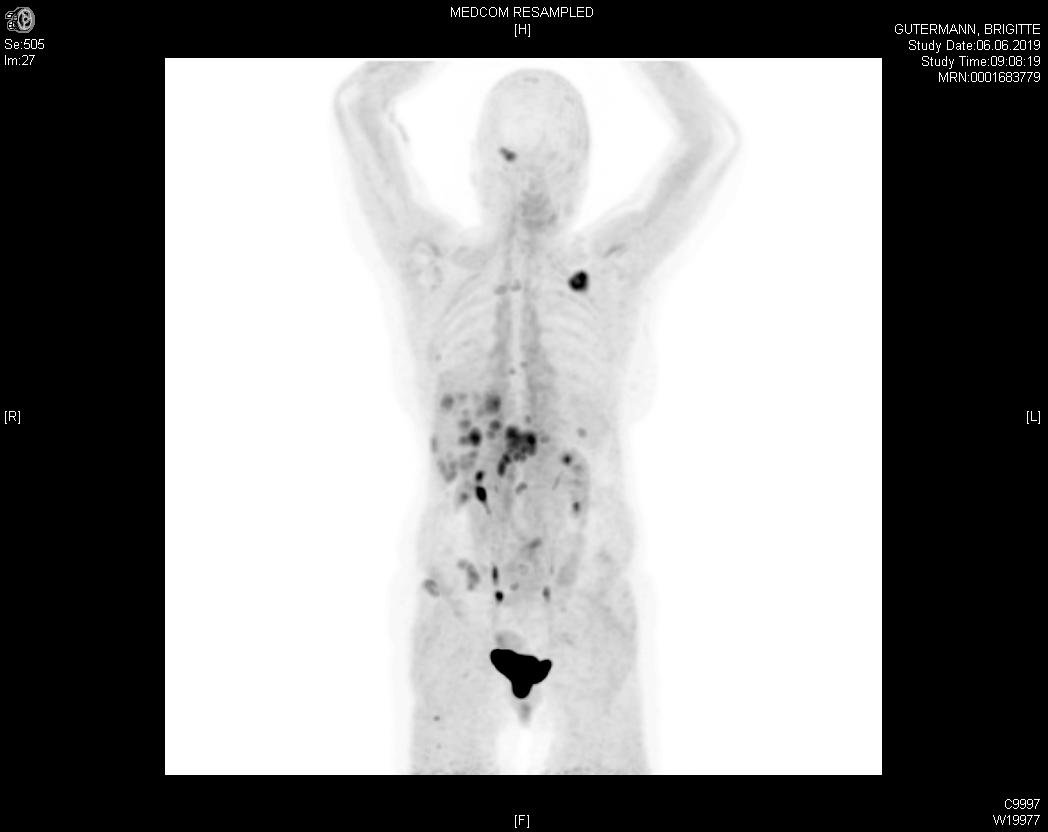 MEDCOM RESAMPLED
[H]
Se:505
Im:27
GUTERMANN, BRIGITTE
Study Date:06.06.2019
Study Time:09:08:19
MRN:0001683779
[R]
[L]
[F]
C9997
W19977